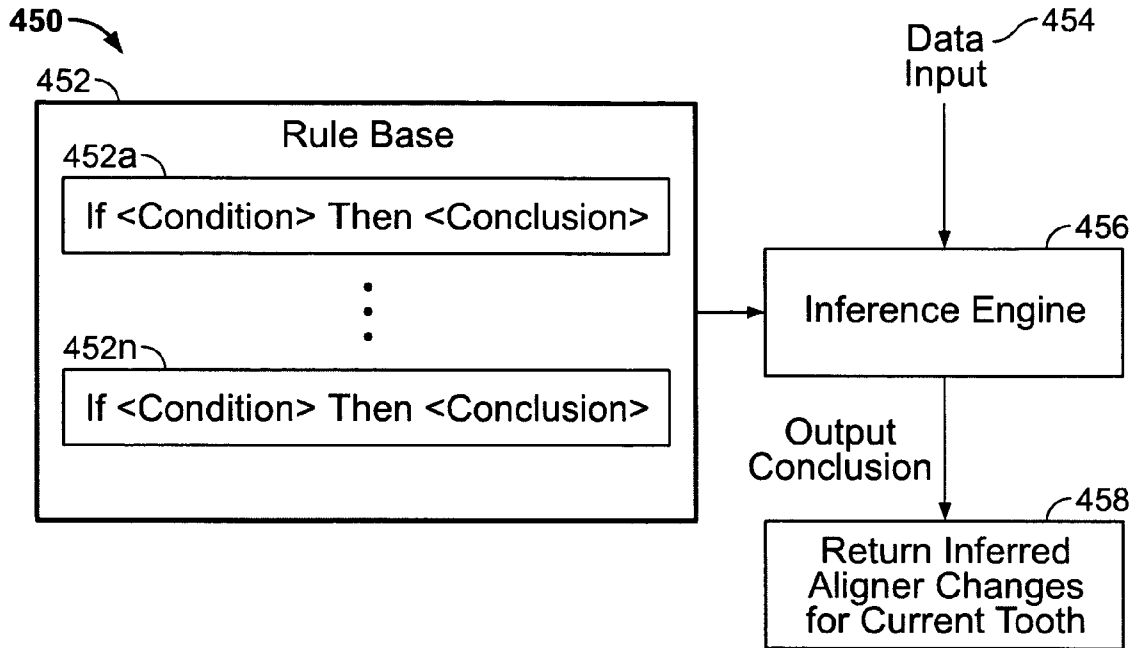 450
452
Rule Base
452a
If <Condition> Then <Conclusion>
452n
If <Condition> Then <Conclusion>
454
Data
Input
456
Inference Engine
Output
Conclusion
458
Return Inferred
Aligner Changes
for Current Tooth